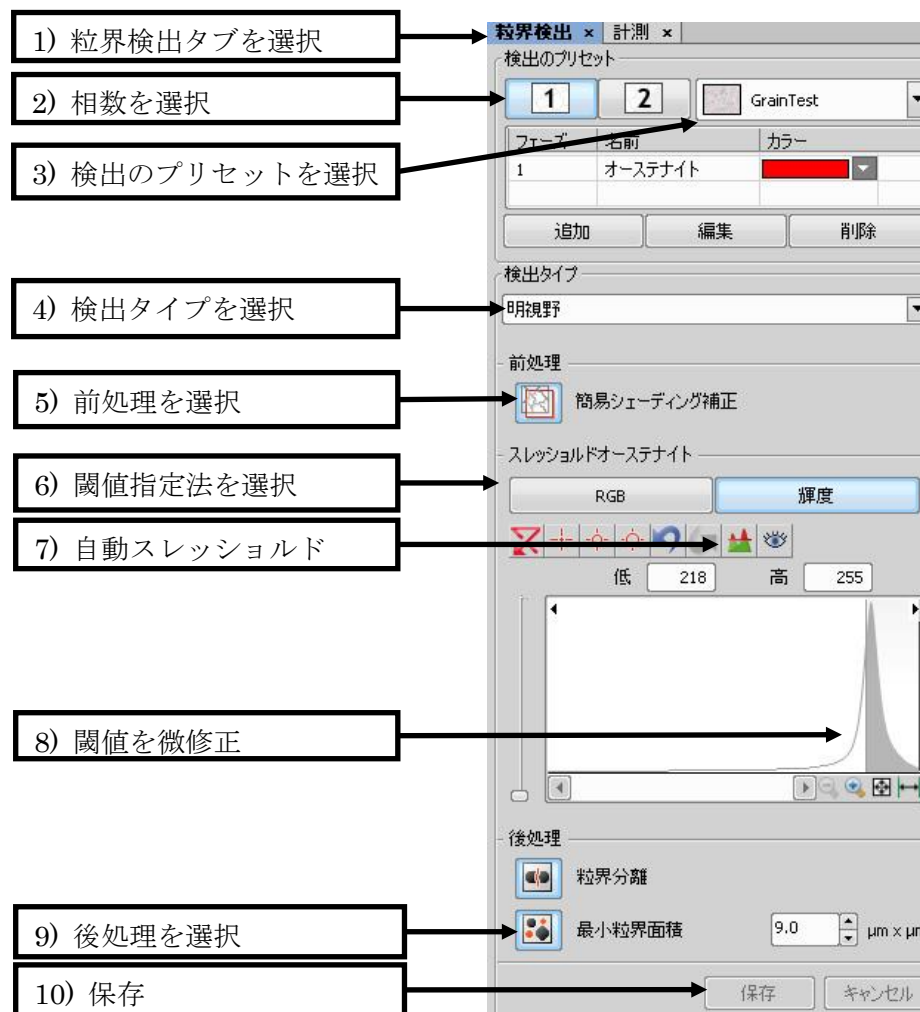 1) 粒界検出タブを選択
2) 相数を選択
3) 検出のプリセットを選択
4) 検出タイプを選択
5) 前処理を選択
6) 閾値指定法を選択
7) 自動スレッショルド
8) 閾値を微修正
9) 後処理を選択
10) 保存
粒界検出 × 計測 ×
検出のプリセット
1 2 GrainTest
フェーズ 名前 カラー
1 オーステナイト
追加 編集 削除
検出タイプ
明視野
前処理
簡易シェーディング補正
スレッショルドオーステナイト
RGB 輝度
低 218 高 255
後処理
粒界分離
最小粒界面積 9.0 μm x μm
保存 キャンセル